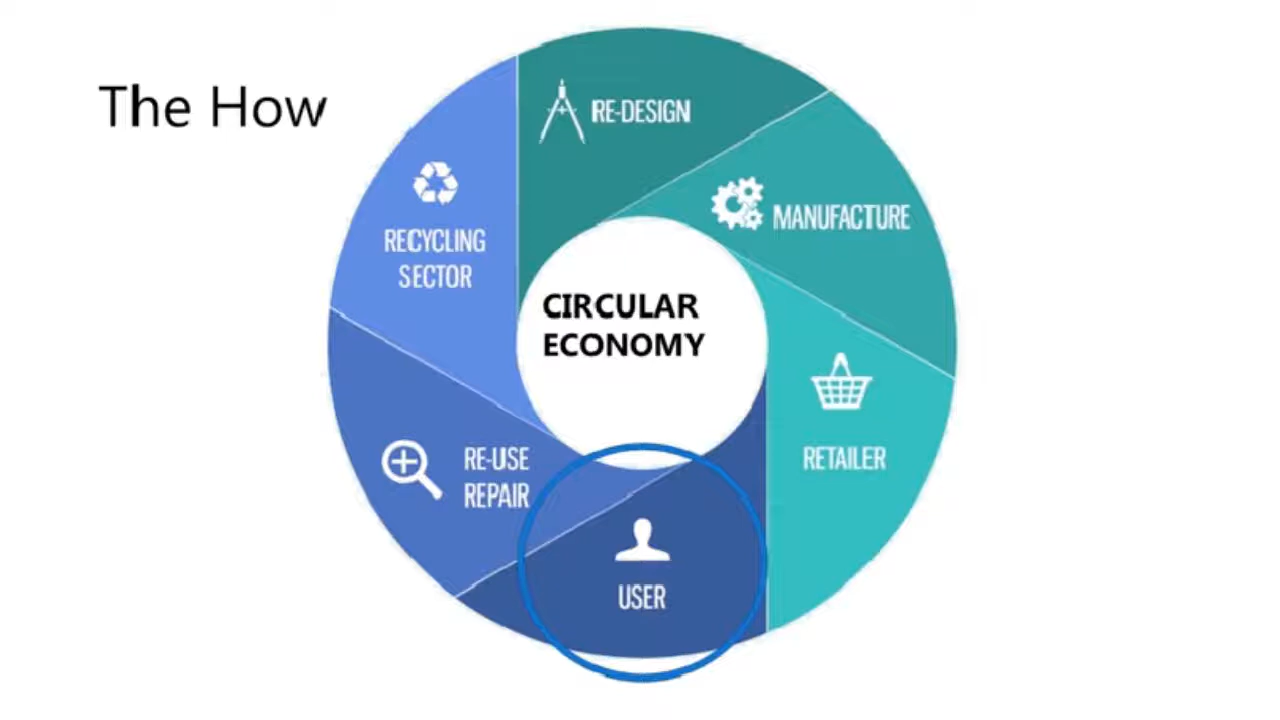 The How
RE-DESIGN
MANUFACTURE
RETAILER
USER
RE-USE
REPAIR
RECYCLING
SECTOR
CIRCULAR
ECONOMY